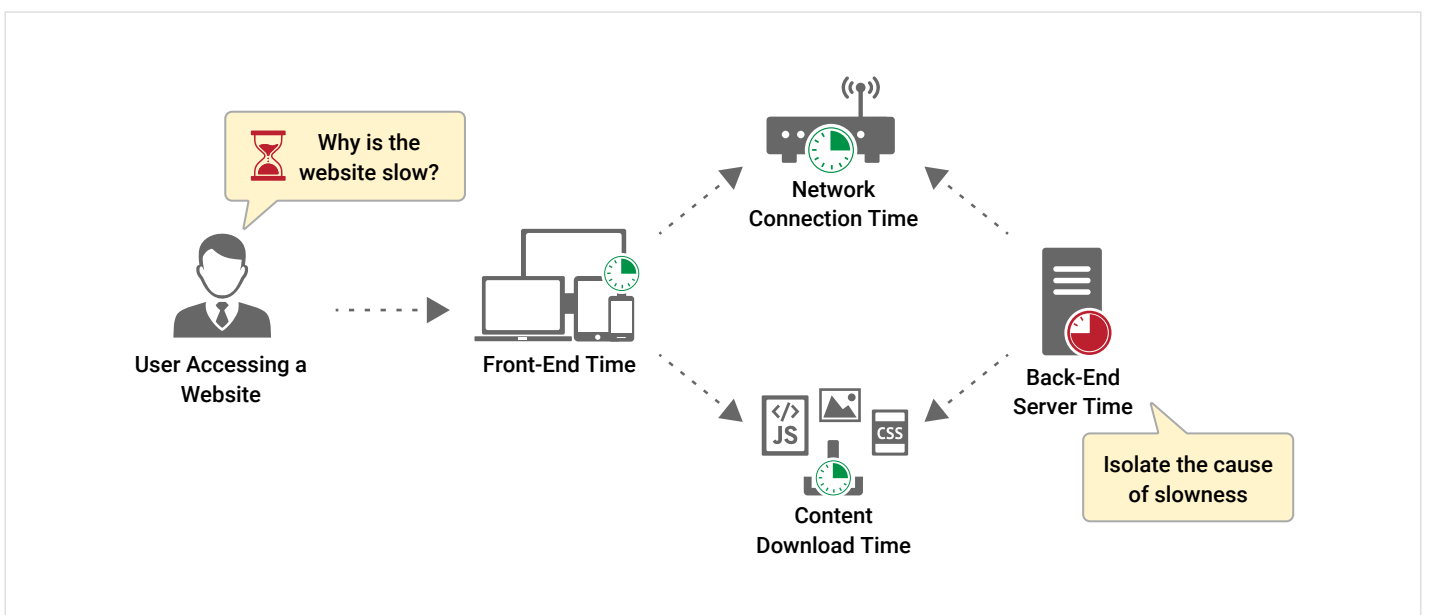 Why is the
website slow?
User Accessing a
Website
Front-End Time
Network
Connection Time
</>
JS
CSS
Content
Download Time
Back-End
Server Time
Isolate the cause
of slowness